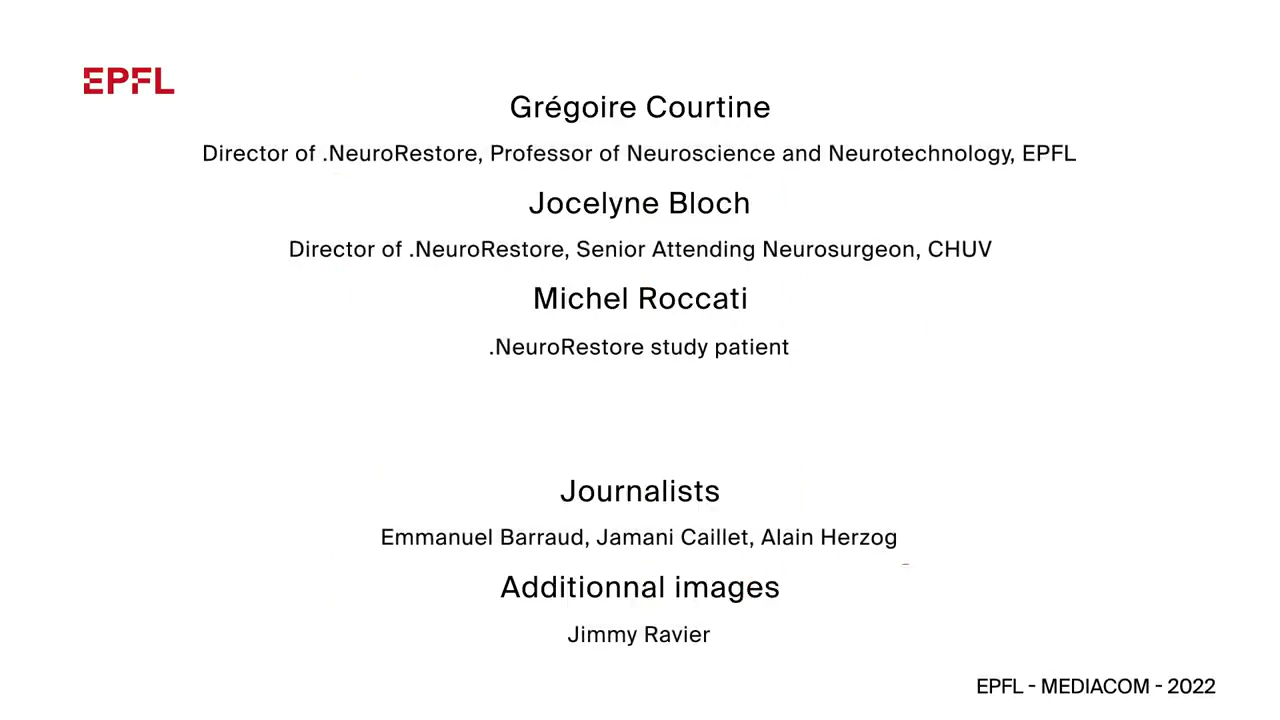 EPFL
Grégoire Courtine
Director of .NeuroRestore, Professor of Neuroscience and Neurotechnology, EPFL
Jocelyne Bloch
Director of .NeuroRestore, Senior Attending Neurosurgeon, CHUV
Michel Roccati
.NeuroRestore study patient
Journalists
Emmanuel Barraud, Jamani Caillet, Alain Herzog
Additionnal images
Jimmy Ravier
EPFL - MEDIACOM - 2022